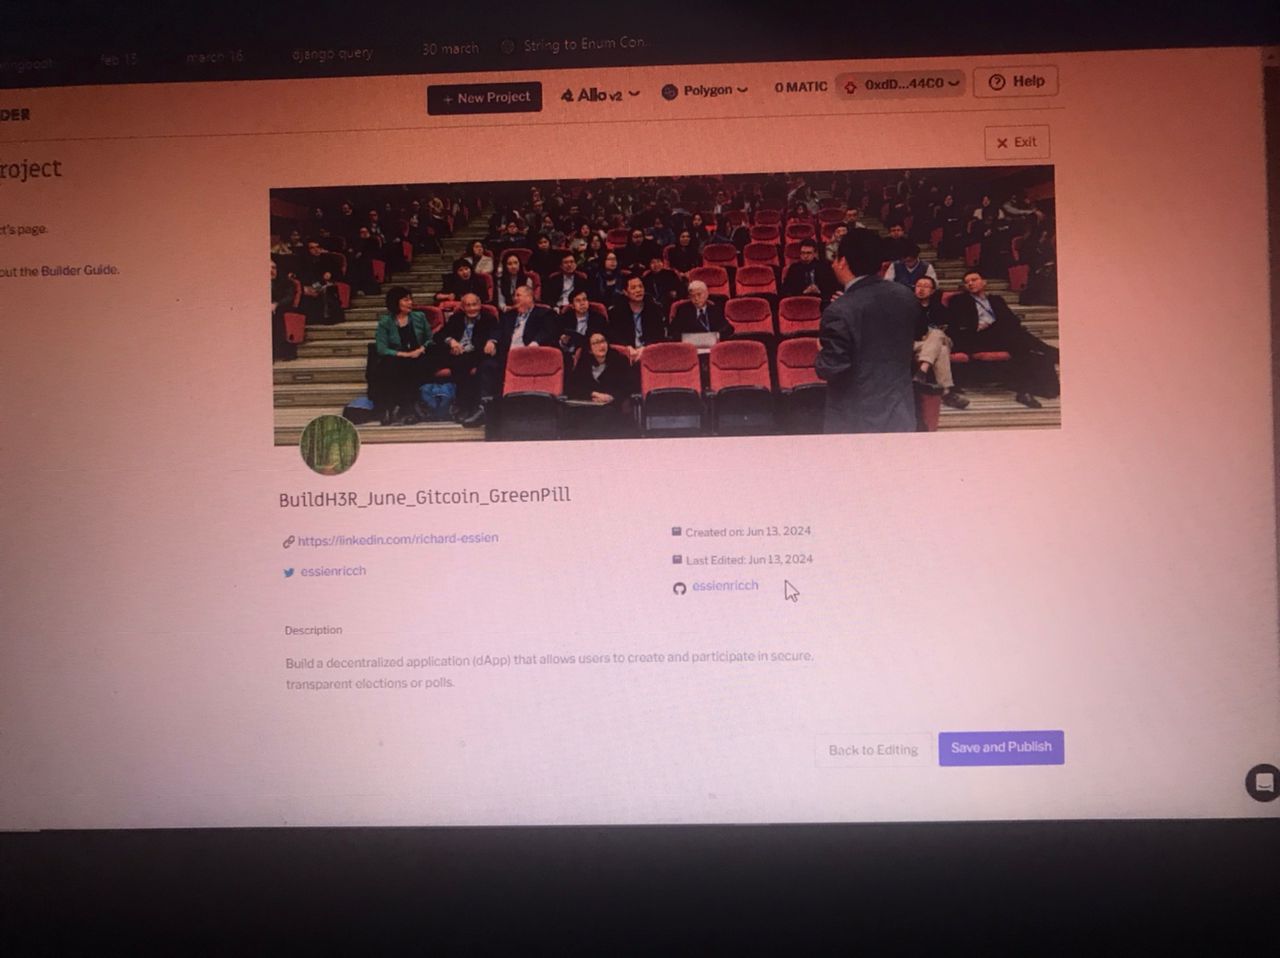 feb 13
march 16
django query
30 march
String to Enum Con..
DER
+ New Project
Allo v2
Polygon
0 MATIC
0xdD...44C0
Help
roject
Exit
ct's page.
out the Builder Guide.
BuildH3R_June_Gitcoin_GreenPill
https://linkedin.com/richard-essien
Created on: Jun 13, 2024
essienricch
Last Edited: Jun 13, 2024
essienricch
Description
Build a decentralized application (dApp) that allows users to create and participate in secure,
transparent elections or polls.
Back to Editing
Save and Publish